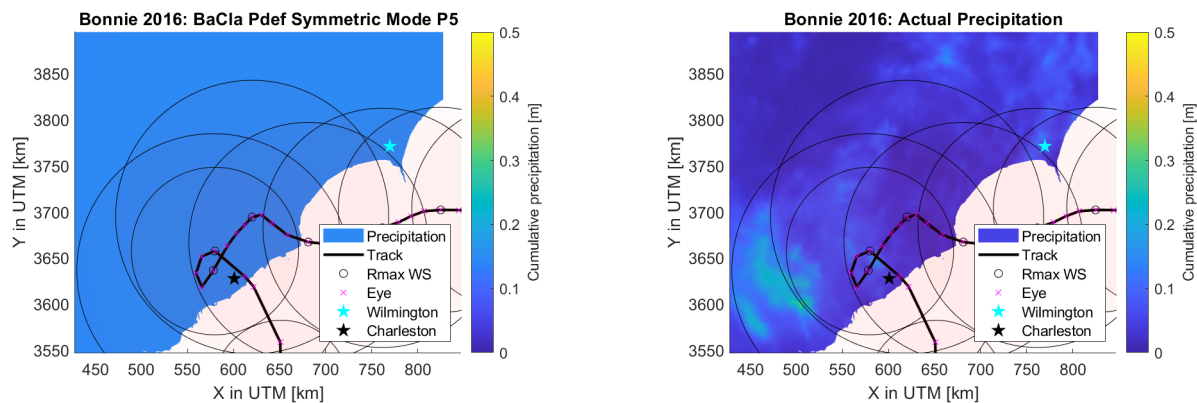 Bonnie 2016: BaCla Pdef Symmetric Mode P5
3850
3800
3750
3700
3650
3600
3550
Y in UTM [km]
450 500 550 600 650 700 750 800
X in UTM [km]
Precipitation
Track
Rmax WS
Eye
Wilmington
Charleston
0.5
0.4
0.3
0.2
0.1
0
Cumulative precipitation [m]
Bonnie 2016: Actual Precipitation
3850
3800
3750
3700
3650
3600
3550
Y in UTM [km]
450 500 550 600 650 700 750 800
X in UTM [km]
Precipitation
Track
Rmax WS
Eye
Wilmington
Charleston
0.5
0.4
0.3
0.2
0.1
0
Cumulative precipitation [m]